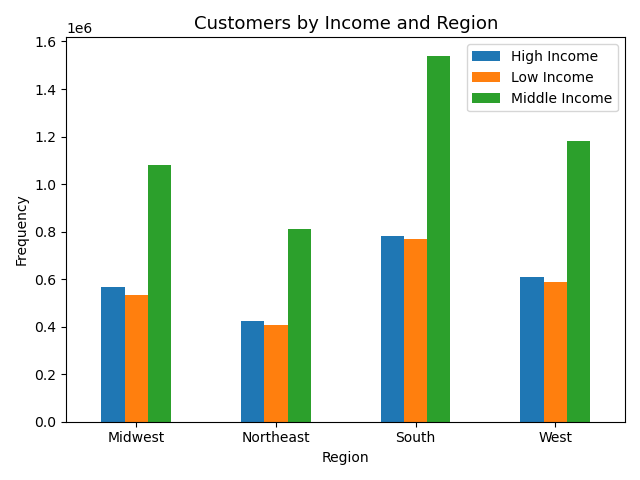 Customers by Income and Region
1e6
1.6
1.4
1.2
1.0
0.8
0.6
0.4
0.2
0.0
Frequency
High Income
Low Income
Middle Income
Midwest Northeast South West
Region